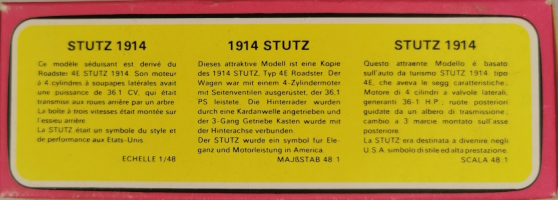 STUTZ 1914
Ce modèle séduisant est derivé du
Roadster 4E STUTZ 1914. Son moteur
à 4 cylindres à soupapes latérales avait
une puissance de 36.1 CV, qui était
transmise aux roues arrière par un arbre
La boîte à trois vitesses était montée sur
l'essieu arrière.
La STUTZ était un symbole du style et
de performance aux Etats-Unis.
ECHELLE 1/48
1914 STUTZ
Dieses attraktive Modell ist eine Kopie
des 1914 STUTZ, Typ 4E Roadster. Der
Wagen war mit einem 4-Zylindermoter
mit Seitenventilen ausgerüstet, der 36.1
PS leistete. Die Hinterräder wurden
durch eine Kardanwelle angetrieben und
der 3-Gang Getriebe Kasten wurde mit
der Hinterachse verbunden.
Der STUTZ wurde ein symbol fur Ele-
ganz und Motorleistung in America.
MAJßSTAB 48:1
STUTZ 1914
Questo attraente Modello é basato
sull'auto da turismo STUTZ 1914 tipo
4E, che aveva le segg caratteristiche;
Motore di 4 cilindri a valvole laterali,
generanti 36-1 H.P.; ruote posteriori
guidate da un albero di trasmissione;
cambio a 3 marcie montato sull'asse
posteriore.
La STUTZ era destinata a divenire negli
U.S.A. simbolo di stile ed alta prestazione.
SCALA 48:1